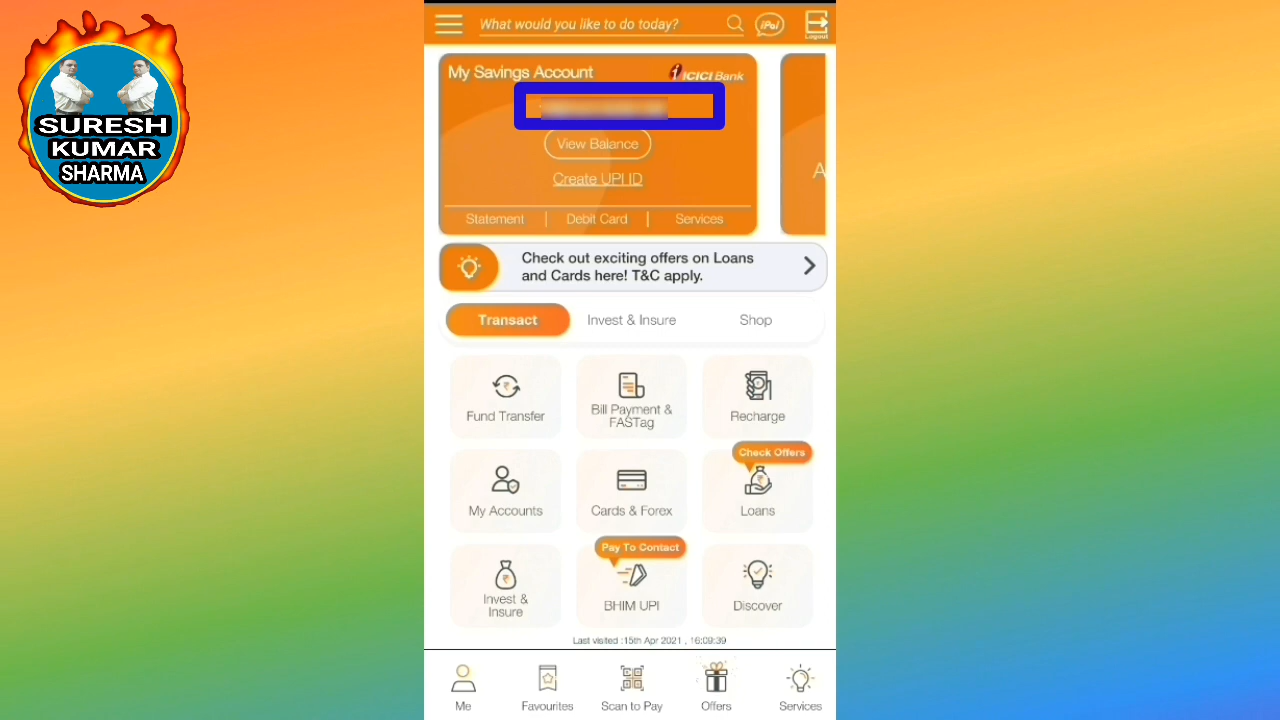 SURESH
KUMAR
SHARMA
What would you like to do today?
iPal
Logout
My Savings Account
ICICI Bank
View Balance
Create UPI ID
Statement | Debit Card | Services
A
Check out exciting offers on Loans
and Cards here! T&C apply.
Transact Invest & Insure Shop
Fund Transfer
Bill Payment &
FASTag
Recharge
Check Offers
My Accounts
Cards & Forex
Loans
Pay To Contact
Invest &
Insure
BHIM UPI
Discover
Last visited :15th Apr 2021 , 16:09:39
Me Favourites Scan to Pay Offers Services